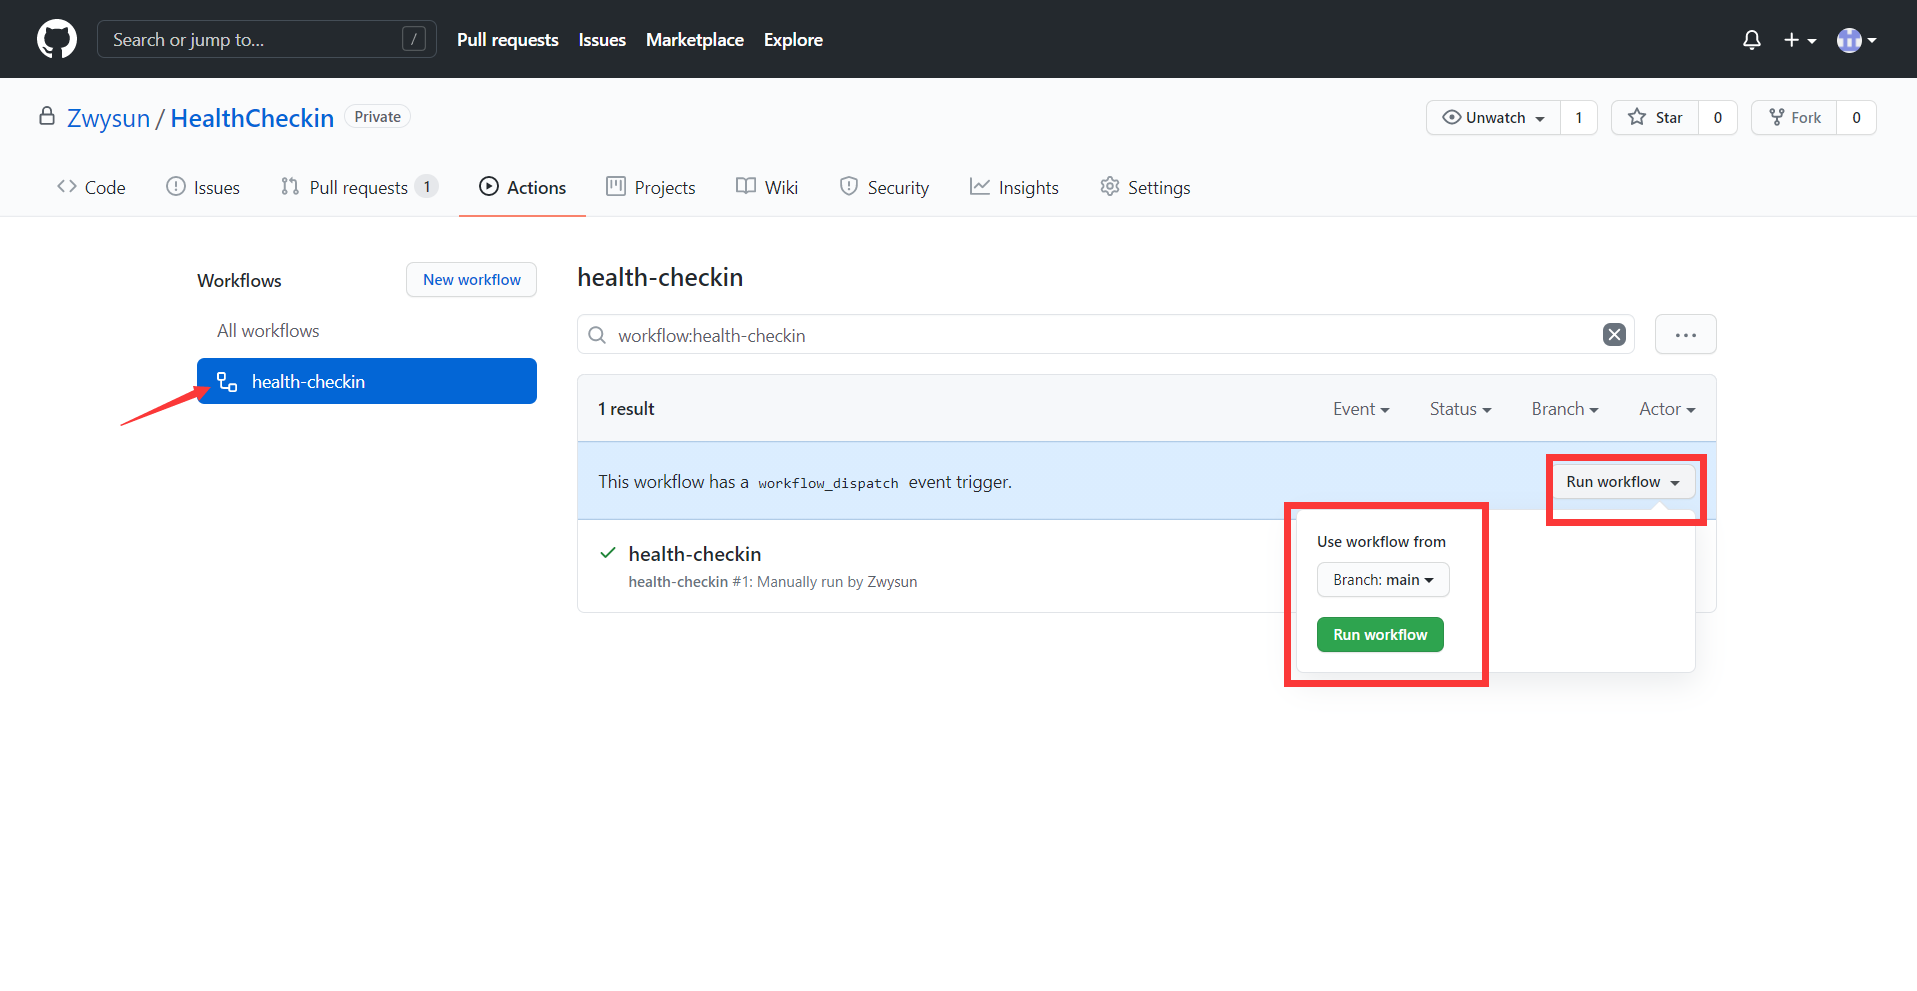 Search or jump to... /
Pull requests Issues Marketplace Explore
Zwysun / HealthCheckin Private
Unwatch 1 Star 0 Fork 0
Code Issues Pull requests 1 Actions Projects Wiki Security Insights Settings
Workflows
New workflow
All workflows
health-checkin
health-checkin
workflow:health-checkin
1 result
Event Status Branch Actor
This workflow has a workflow_dispatch event trigger.
Run workflow
health-checkin
health-checkin #1: Manually run by Zwysun
Use workflow from
Branch: main
Run workflow